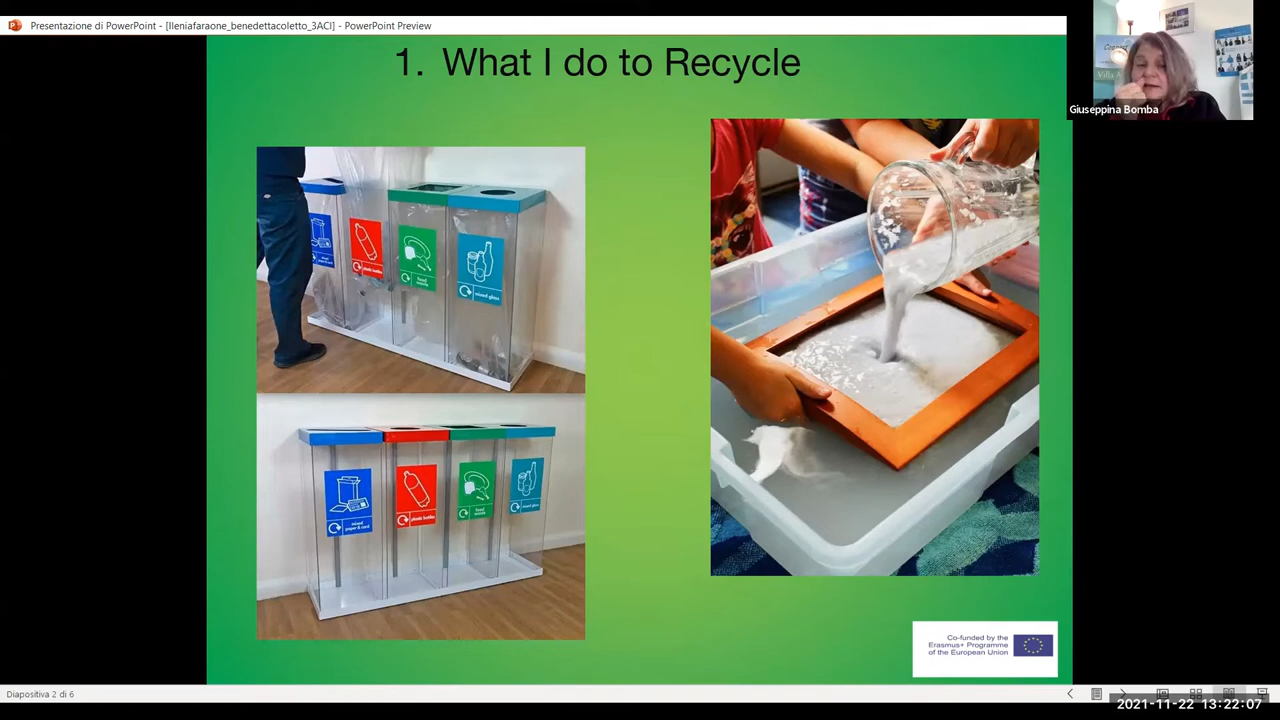 Presentazione di PowerPoint - [Ileniafaraone_benedettacoletto_3ACI] - PowerPoint Preview
1. What I do to Recycle
Giuseppina Bomba
plastic bottles
food waste
mixed glass
mixed paper & card
plastic bottles
food waste
mixed glass
Co-funded by the
Erasmus+ Programme
of the European Union
Diapositiva 2 di 6
2021-11-22 13:22:07